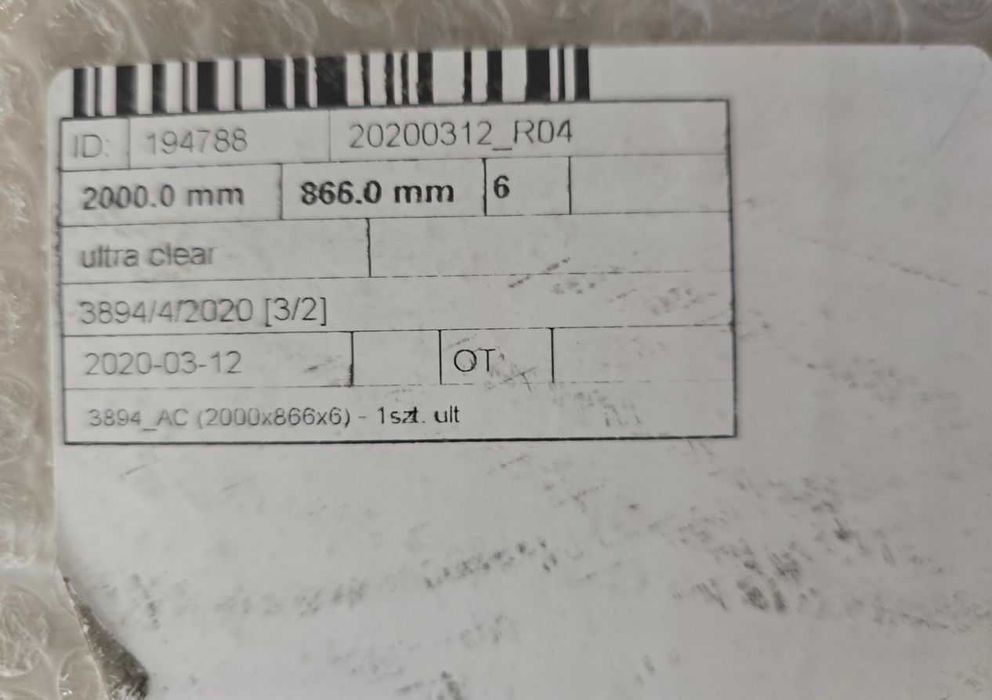 ID: 194788 20200312_R04
2000.0 mm 866.0 mm 6
ultra clear
3894/4/2020 [3/2]
2020-03-12 OT
3894_AC (2000x866x6) - 1szt. ult